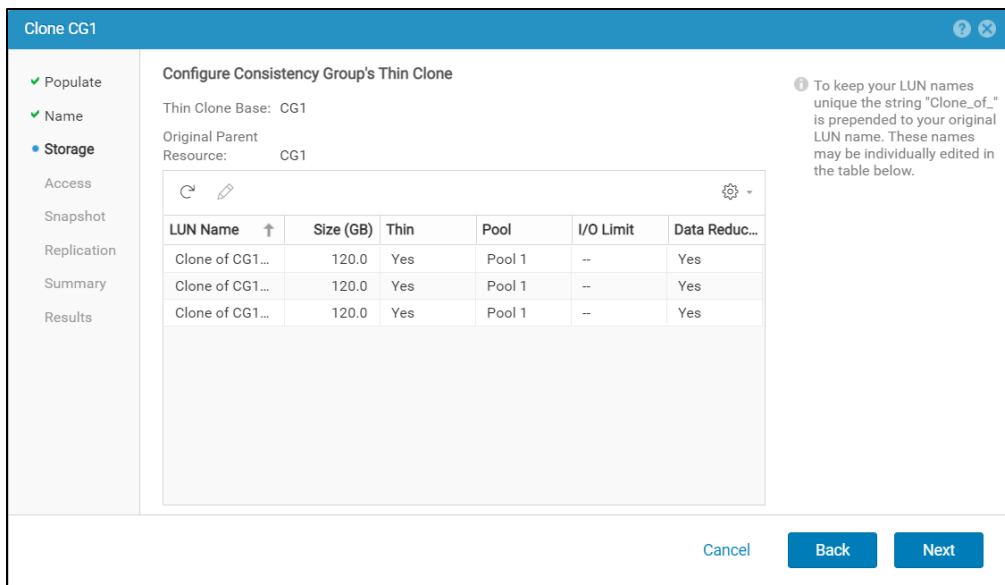 Clone CG1
Populate
Name
Storage
Access
Snapshot
Replication
Summary
Results
Configure Consistency Group's Thin Clone
Thin Clone Base: CG1
Original Parent
Resource: CG1
LUN Name Size (GB) Thin Pool I/O Limit Data Reduc...
Clone of CG1... 120.0 Yes Pool 1 -- Yes
Clone of CG1... 120.0 Yes Pool 1 -- Yes
Clone of CG1... 120.0 Yes Pool 1 -- Yes
To keep your LUN names
unique the string "Clone_of_"
is prepended to your original
LUN name. These names
may be individually edited in
the table below.
Cancel Back Next